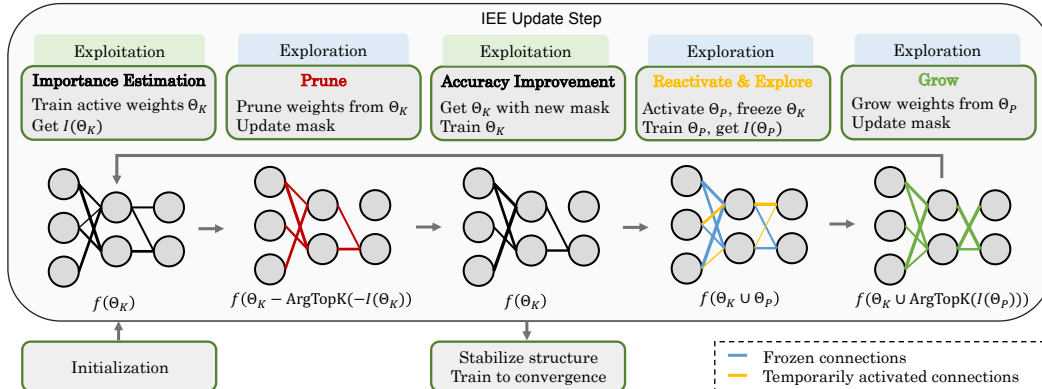 IEE Update Step
Exploitation
Importance Estimation
Train active weights Θ_K
Get I(Θ_K)
Exploration
Prune
Prune weights from Θ_K
Update mask
Exploitation
Accuracy Improvement
Get Θ_K with new mask
Train Θ_K
Exploration
Reactivate & Explore
Activate Θ_P, freeze Θ_K
Train Θ_P, get I(Θ_P)
Exploration
Grow
Grow weights from Θ_P
Update mask
f(Θ_K)
f(Θ_K − ArgTopK(−I(Θ_K))
f(Θ_K)
f(Θ_K ∪ Θ_P)
f(Θ_K ∪ ArgTopK(I(Θ_P)))
Initialization
Stabilize structure
Train to convergence
Frozen connections
Temporarily activated connections